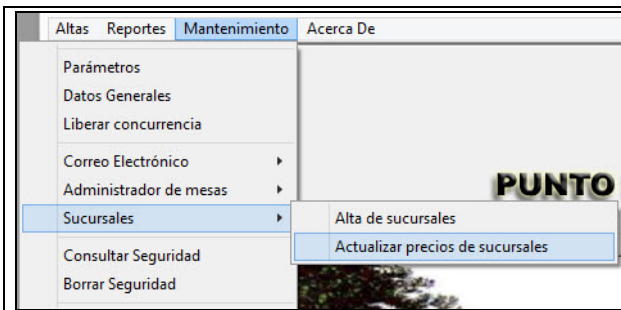 Altas Reportes Mantenimiento Acerca De
Parámetros
Datos Generales
Liberar concurrencia
Correo Electrónico
Administrador de mesas
PUNTO
Sucursales
Alta de sucursales
Actualizar precios de sucursales
Consultar Seguridad
Borrar Seguridad